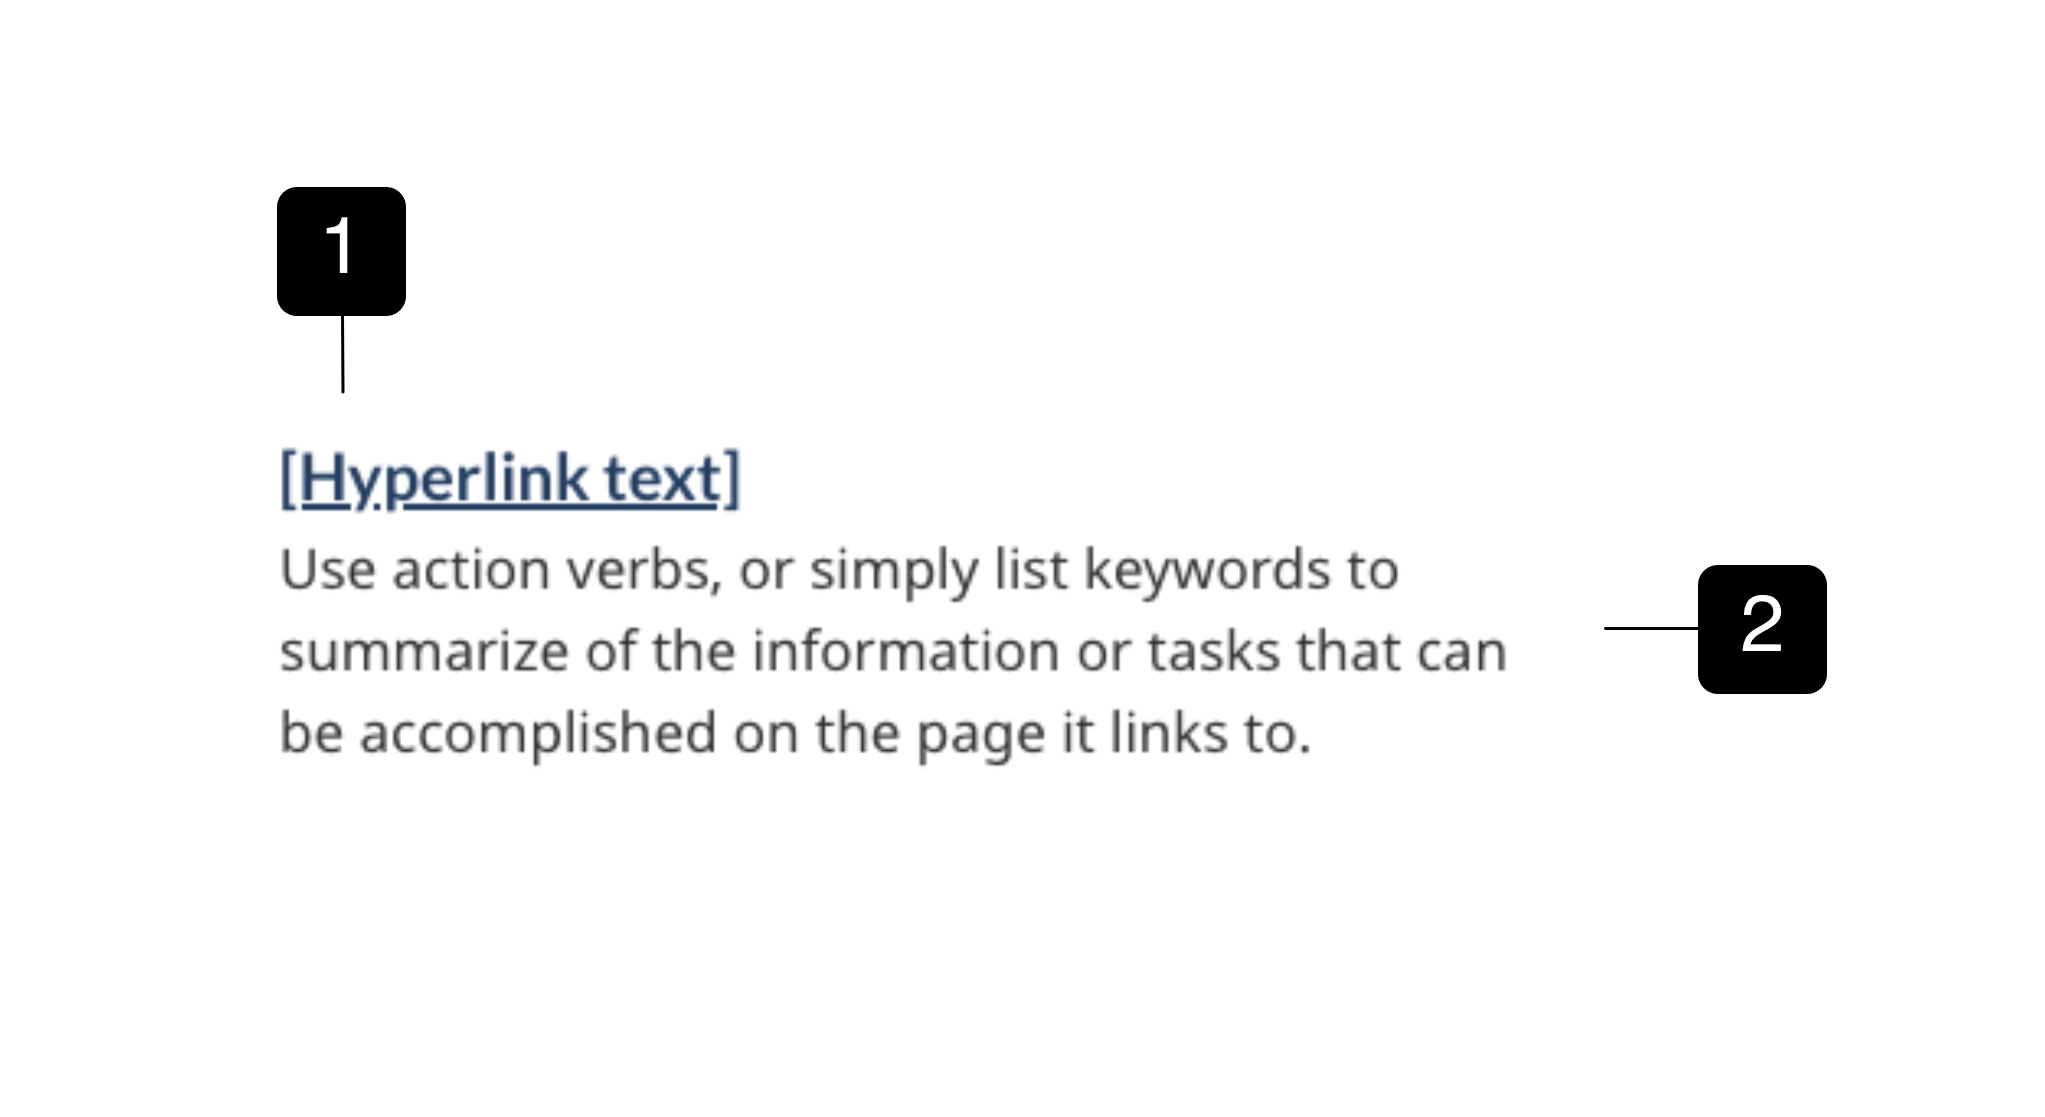 1
[Hyperlink text]
Use action verbs, or simply list keywords to
summarize of the information or tasks that can
be accomplished on the page it links to.
2